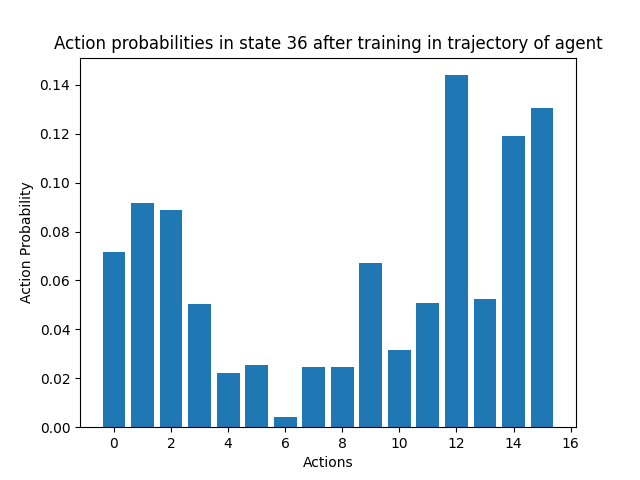 Action probabilities in state 36 after training in trajectory of agent
0.14
0.12
0.10
0.08
0.06
0.04
0.02
0.00
Action Probability
0 2 4 6 8 10 12 14 16
Actions